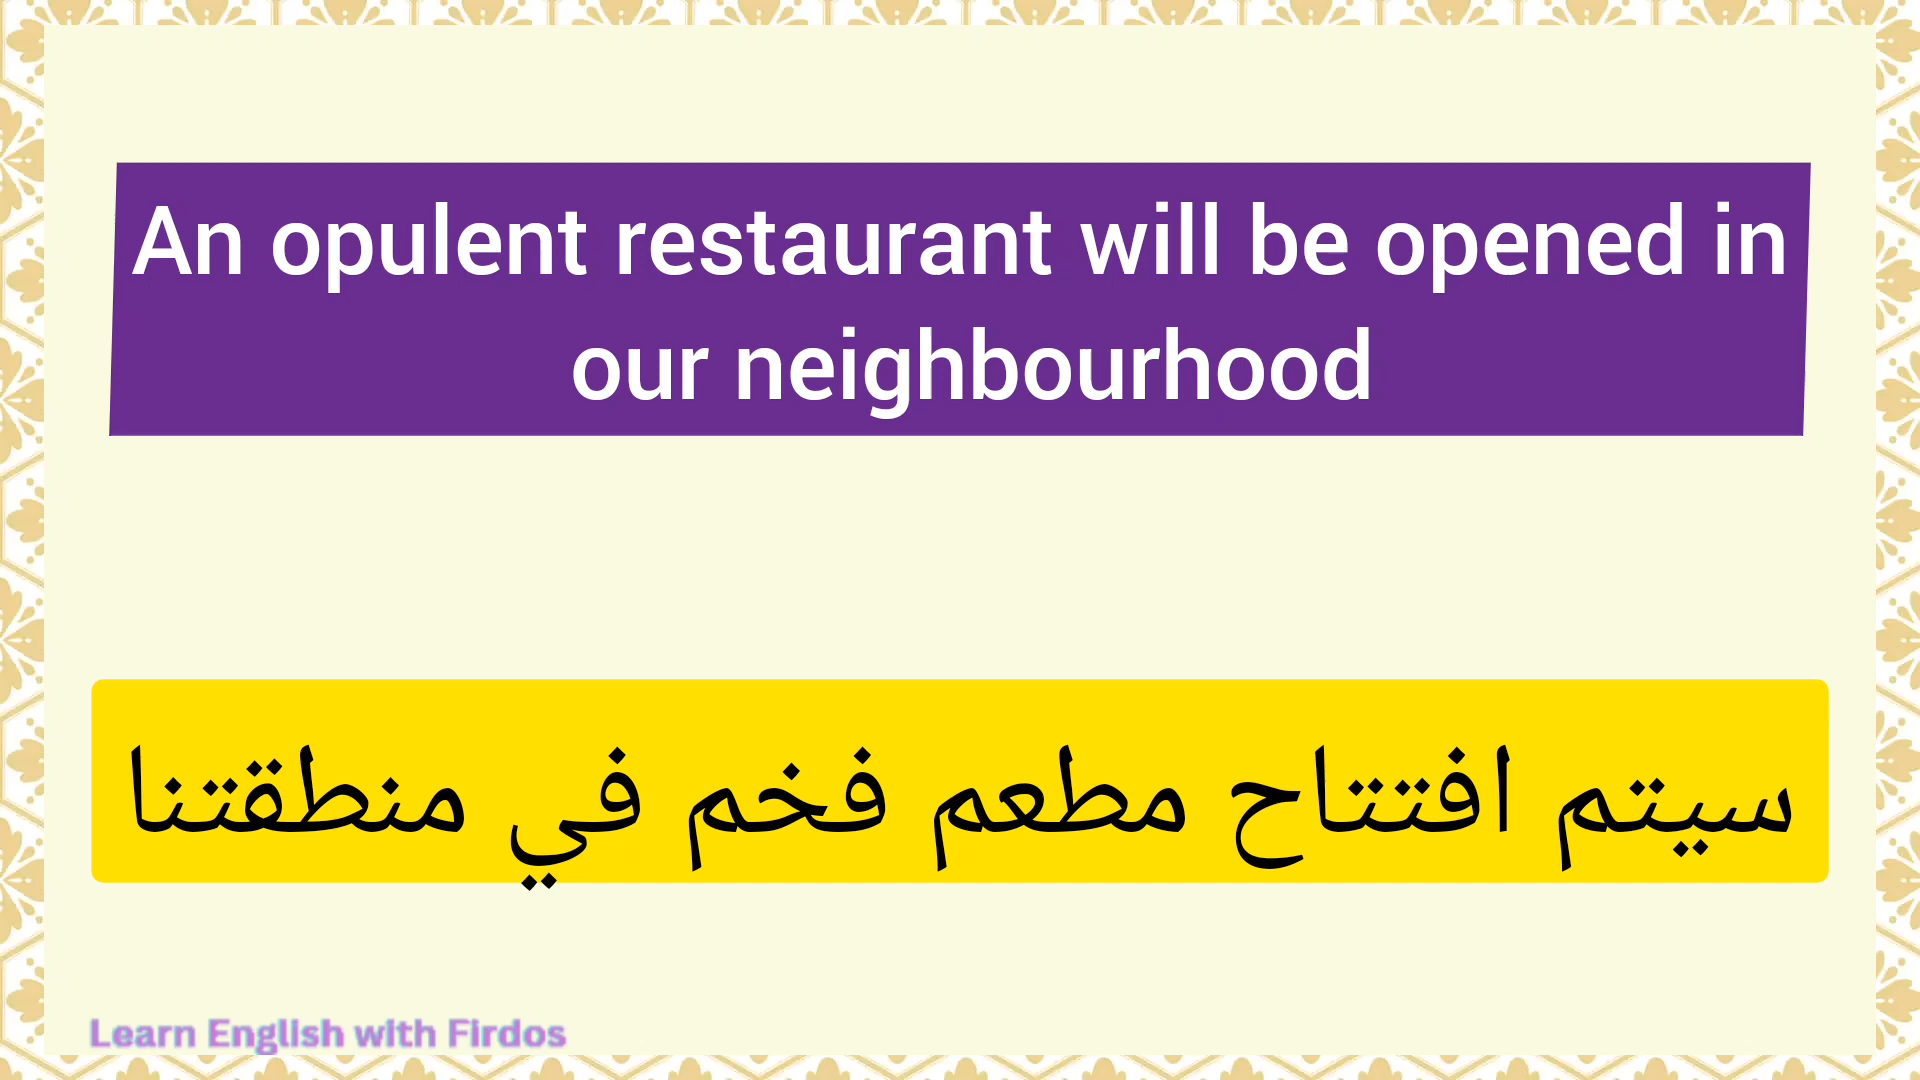 An opulent restaurant will be opened in
our neighbourhood
سيتم افتتاح مطعم فخم في منطقتنا
Learn English with Firdos